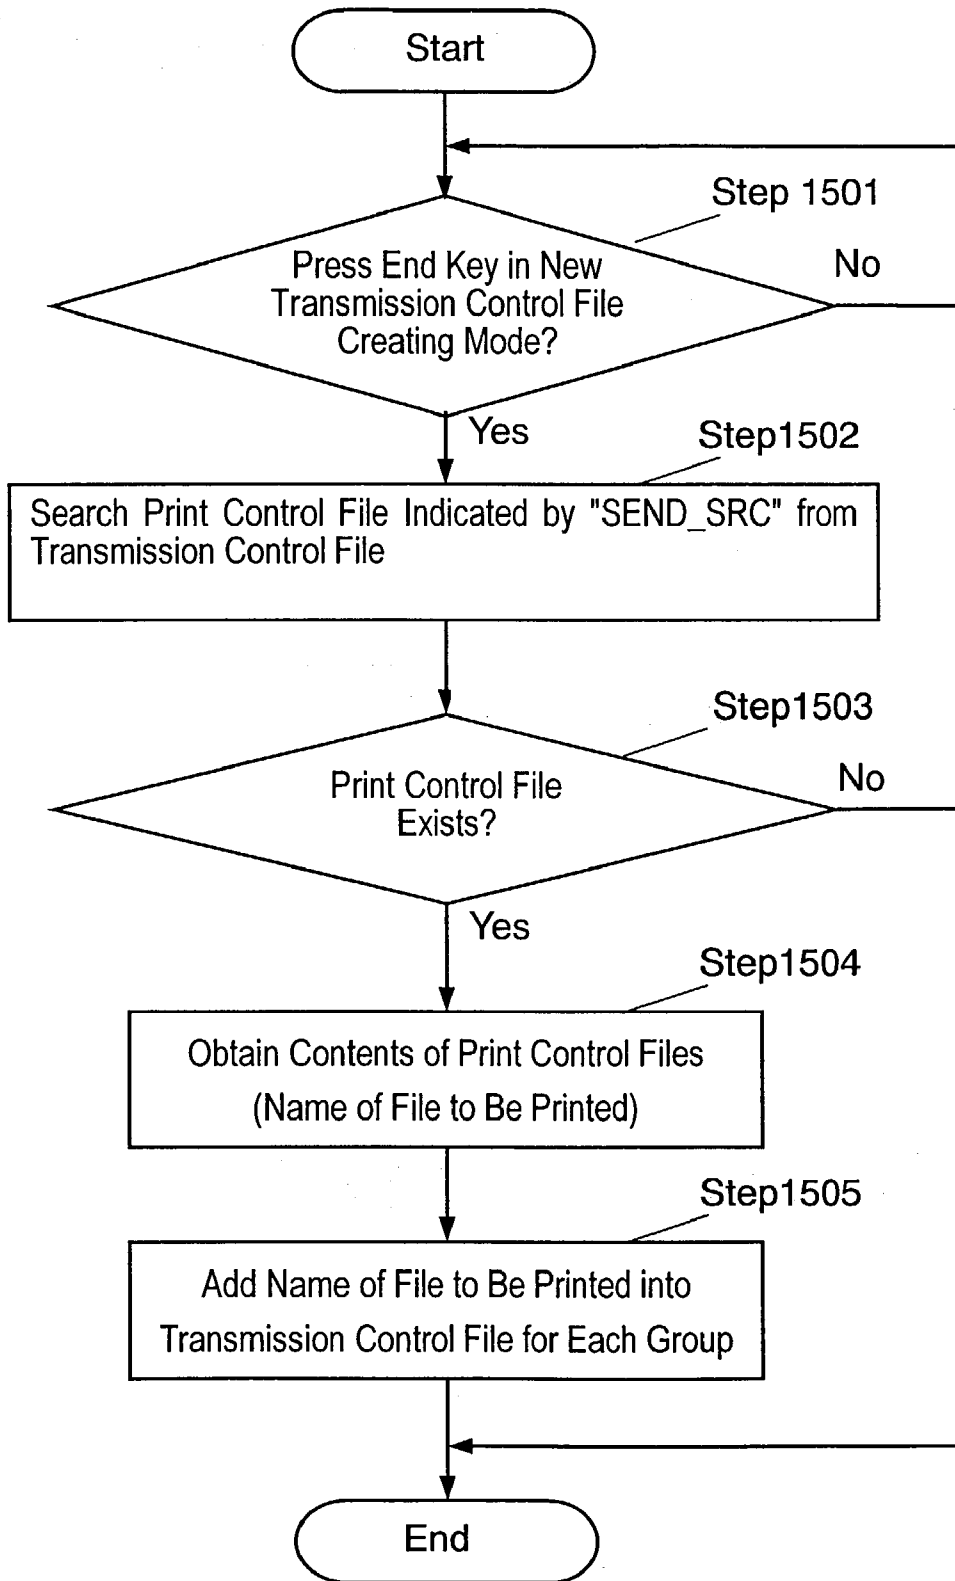 Start
Step 1501
Press End Key in New
Transmission Control File
Creating Mode?
No
Yes
Step1502
Search Print Control File Indicated by "SEND_SRC" from
Transmission Control File
Step1503
Print Control File
Exists?
No
Yes
Step1504
Obtain Contents of Print Control Files
(Name of File to Be Printed)
Step1505
Add Name of File to Be Printed into
Transmission Control File for Each Group
End